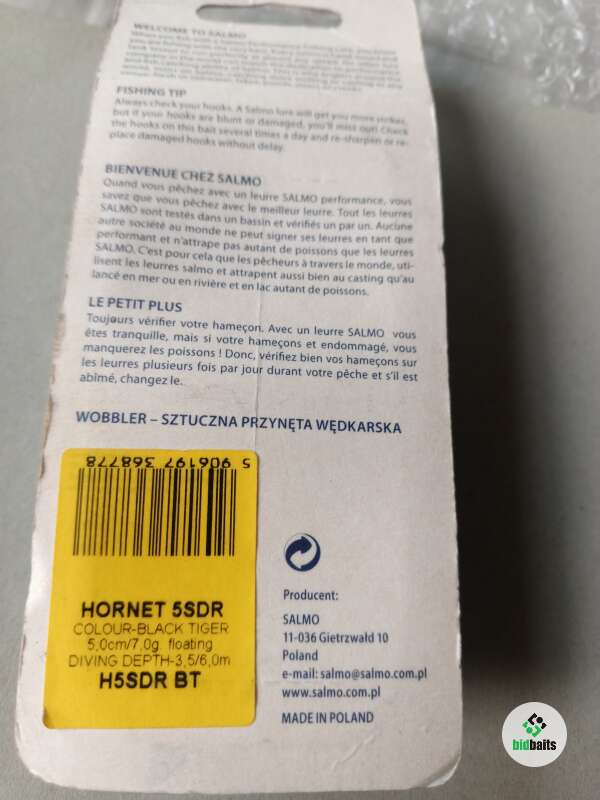 WELCOME TO SALMO
FISHING TIP
Always check your hooks. A Salmo lure will get you more strikes,
but if your hooks are blunt or damaged, you'll miss out! Check
the hooks on this bait several times a day and re-sharpen or re-
place damaged hooks without delay.
BIENVENUE CHEZ SALMO
Quand vous pêchez avec un leurre SALMO performance, vous
savez que vous pêchez avec le meilleur leurre. Tout les leurres
SALMO sont testés dans un bassin et vérifiés un par un. Aucune
autre société au monde ne peut signer ses leurres en tant que
performant et n'attrape pas autant de poissons que les leurres
SALMO. C'est pour cela que les pêcheurs à travers le monde, uti-
lisent les leurres salmo et attrapent aussi bien au casting qu'au
lancé en mer ou en rivière et en lac autant de poissons.
LE PETIT PLUS
Toujours vérifier votre hameçon. Avec un leurre SALMO vous
êtes tranquille, mais si votre hameçons et endommagé, vous
manquerez les poissons ! Donc, vérifiez bien vos hameçons sur
les leurres plusieurs fois par jour durant votre pêche et s'il est
abîmé, changez le.
WOBBLER – SZTUCZNA PRZYNĘTA WĘDKARSKA
5 906197 368778
HORNET 5SDR
COLOUR-BLACK TIGER
5,0cm/7,0g. floating
DIVING DEPTH-3,5/6,0m
H5SDR BT
Producent:
SALMO
11-036 Gietrzwałd 10
Poland
e-mail: salmo@salmo.com.pl
www.salmo.com.pl
MADE IN POLAND
bidbaits